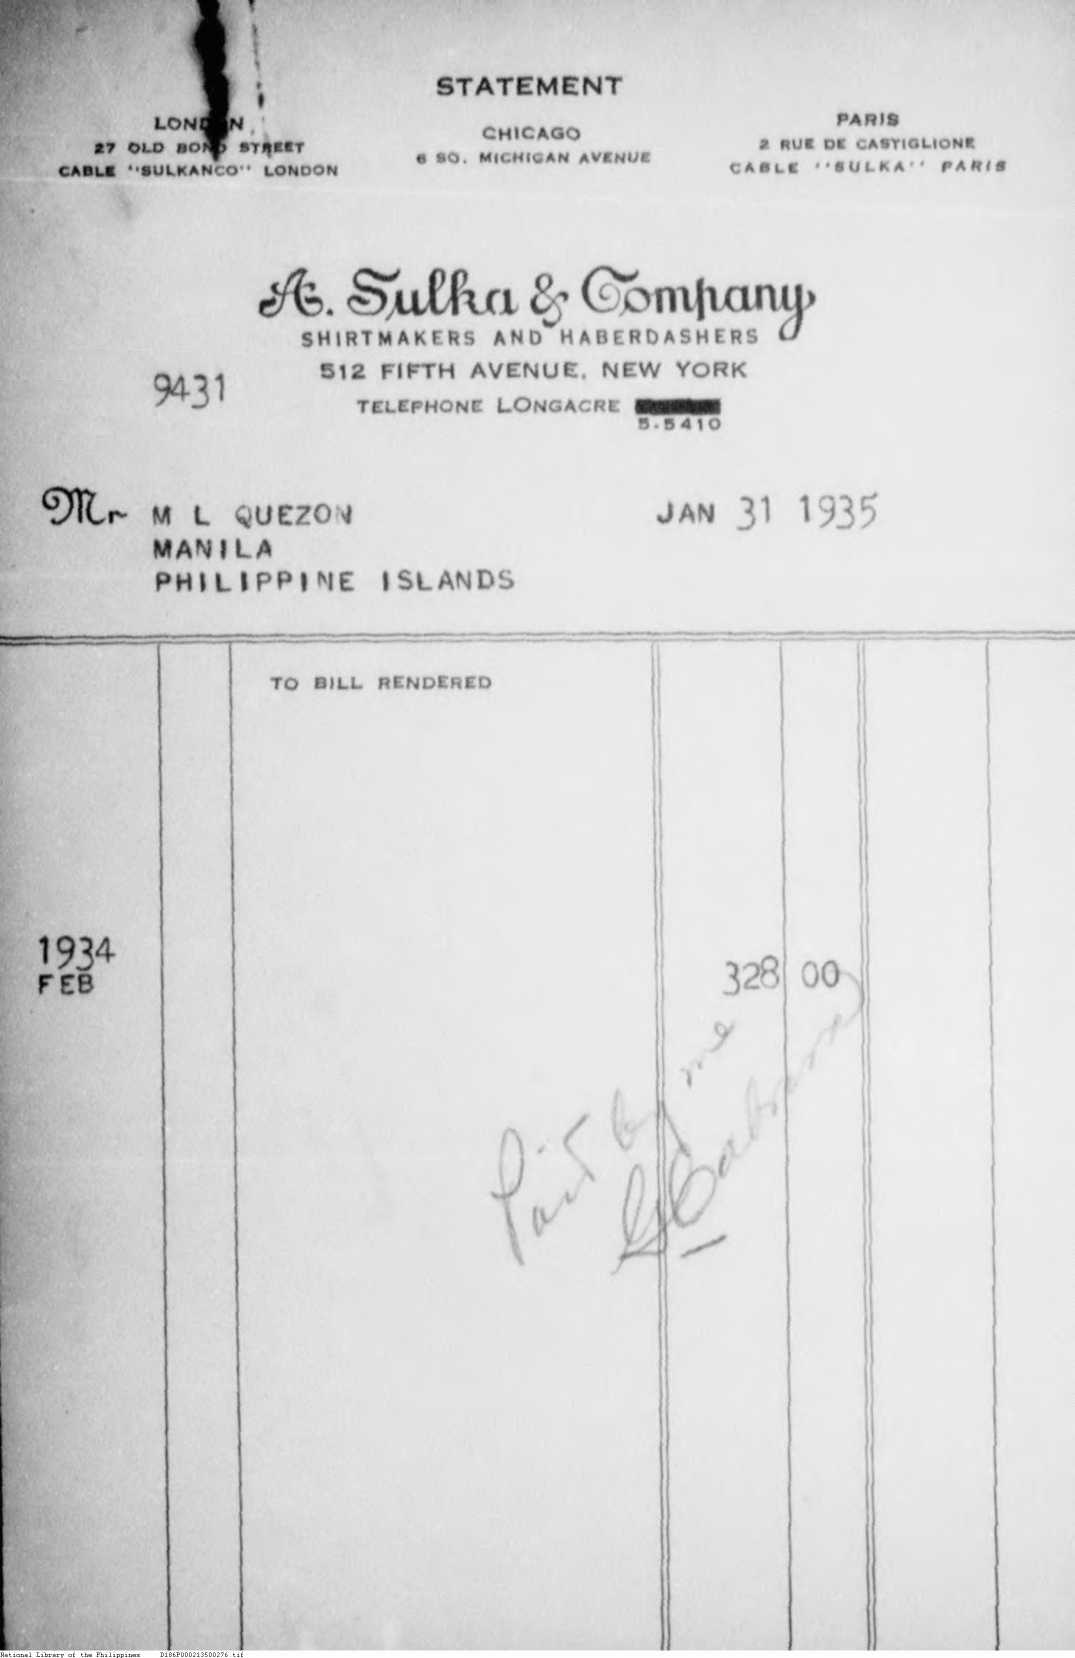 STATEMENT
LONDON
27 OLD BOND STREET
CABLE "SULKANCO" LONDON
CHICAGO
6 SO. MICHIGAN AVENUE
PARIS
2 RUE DE CASTIGLIONE
CABLE "SULKA" PARIS
A. Sulka & Company
SHIRTMAKERS AND HABERDASHERS
512 FIFTH AVENUE, NEW YORK
9431
TELEPHONE LONGACRE
5-5410
Mr M L QUEZON
JAN 31 1935
MANILA
PHILIPPINE ISLANDS
TO BILL RENDERED
1934
FEB
328 00
Paid by me
National Library of the Philippines D186P000213500276.tif